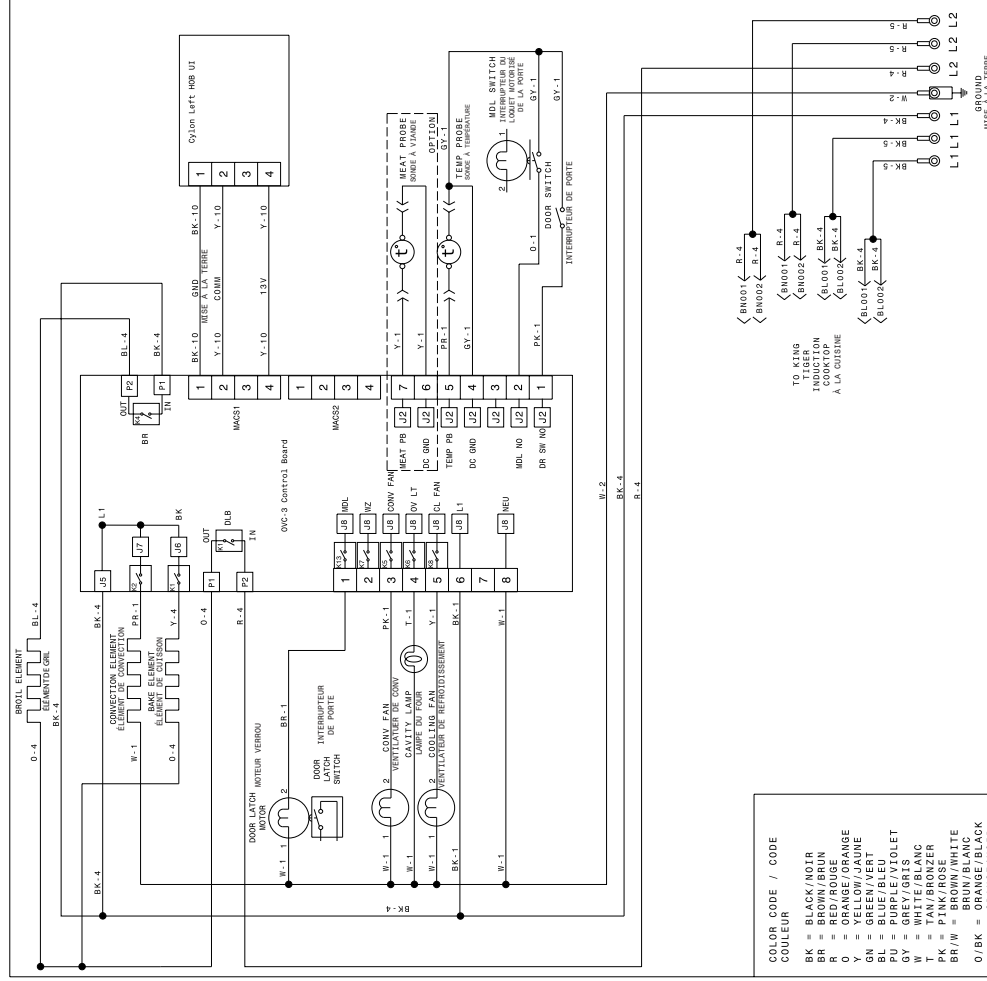 Cylon Left HOB UI
1
2
3
4
BK-10
Y-10
Y-10
GND
MISE À LA TERRE
COMM
13V
BK-10
Y-10
Y-10
1
2
3
4
MACS1
1
2
3
4
MACS2
OVC-3 Control Board
BL-4
BK-4
P2
P1
OUT
K4
IN
BR
MEAT PROBE
SONDE À VIANDE
OPTION
Y-1
Y-1
7
6
J2
J2
MEAT PB
DC GND
GY-1
TEMP PROBE
SONDE À TEMPÉRATURE
PR-1
GY-1
5
4
3
2
1
J2
J2
J2
J2
J2
TEMP PB
DC GND
MDL NO
DR SW NO
MDL SWITCH
INTERRUPTEUR DU
LOQUET MOTORISÉ
DE LA PORTE
1
2
GY-1
GY-1
O-1
PK-1
DOOR SWITCH
INTERRUPTEUR DE PORTE
L1
J7
BK
J6
J5
K2
K1
OUT
DLB
K1
IN
P1
P2
J8
MDL
J8
WZ
J8
CONV FAN
J8
OV LT
J8
CL FAN
J8
L1
J8
NEU
K13
K7
K5
K6
K8
1
2
3
4
5
6
7
8
BROIL ELEMENT
ÉLÉMENT DE GRIL
BL-4
O-4
BK-4
BK-4
CONVECTION ELEMENT
ÉLÉMENT DE CONVECTION
PR-1
W-1
BAKE ELEMENT
ÉLÉMENT DE CUISSON
Y-4
O-4
O-4
R-4
BK-4
BR-1
DOOR LATCH
MOTOR
MOTEUR VERROU
2
1
W-1
DOOR
LATCH
SWITCH
INTERRUPTEUR
DE PORTE
PK-1
CONV FAN
VENTILATUER DE CONV
2
1
W-1
T-1
CAVITY LAMP
LAMPE DU FOUR
W-1
Y-1
COOLING FAN
VENTILATEUR DE REFROIDISSEMENT
2
1
W-1
BK-1
BK-1
W-1
W-1
BK-4
W-2
BK-4
R-4
R-5
L2
R-5
L2
R-4
L2
W-2
GROUND
MISE À LA TERRE
BK-4
L1
BK-5
L1
BK-5
L1
BN001
R-4
BN002
R-4
BN001
R-4
BN002
R-4
BL001
BK-4
BL002
BK-4
BL001
BK-4
BL002
BK-4
TO KING
TIGER
INDUCTION
COOKTOP
À LA CUISINE
COLOR CODE / CODE
COULEUR
BK = BLACK/NOIR
BR = BROWN/BRUN
R = RED/ROUGE
O = ORANGE/ORANGE
Y = YELLOW/JAUNE
GN = GREEN/VERT
BL = BLUE/BLEU
PU = PURPLE/VIOLET
GY = GREY/GRIS
W = WHITE/BLANC
T = TAN/BRONZER
PK = PINK/ROSE
BR/W = BROWN/WHITE
BRUN/BLANC
O/BK = ORANGE/BLACK